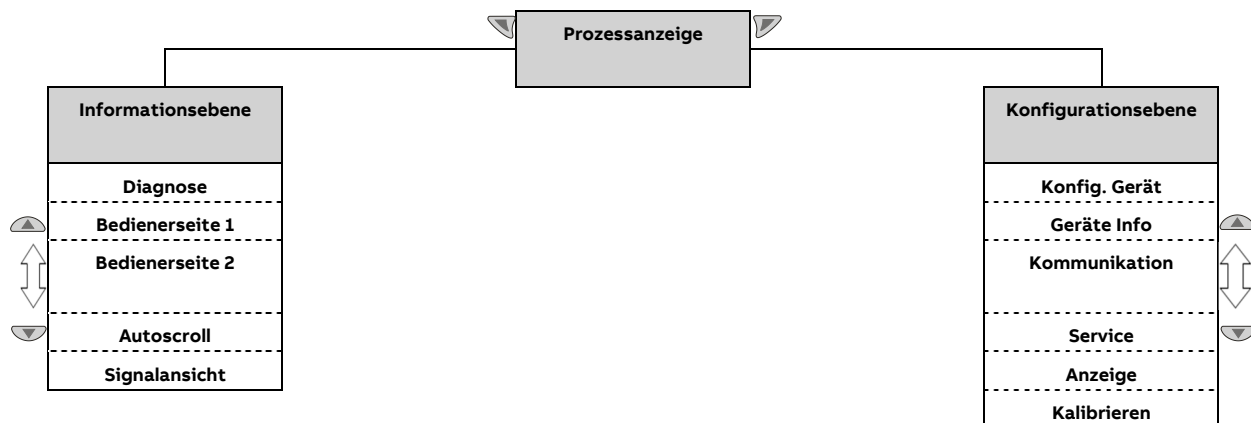 Prozessanzeige
Informationsebene
Diagnose
Bedienerseite 1
Bedienerseite 2
Autoscroll
Signalansicht
Konfigurationsebene
Konfig. Gerät
Geräte Info
Kommunikation
Service
Anzeige
Kalibrieren